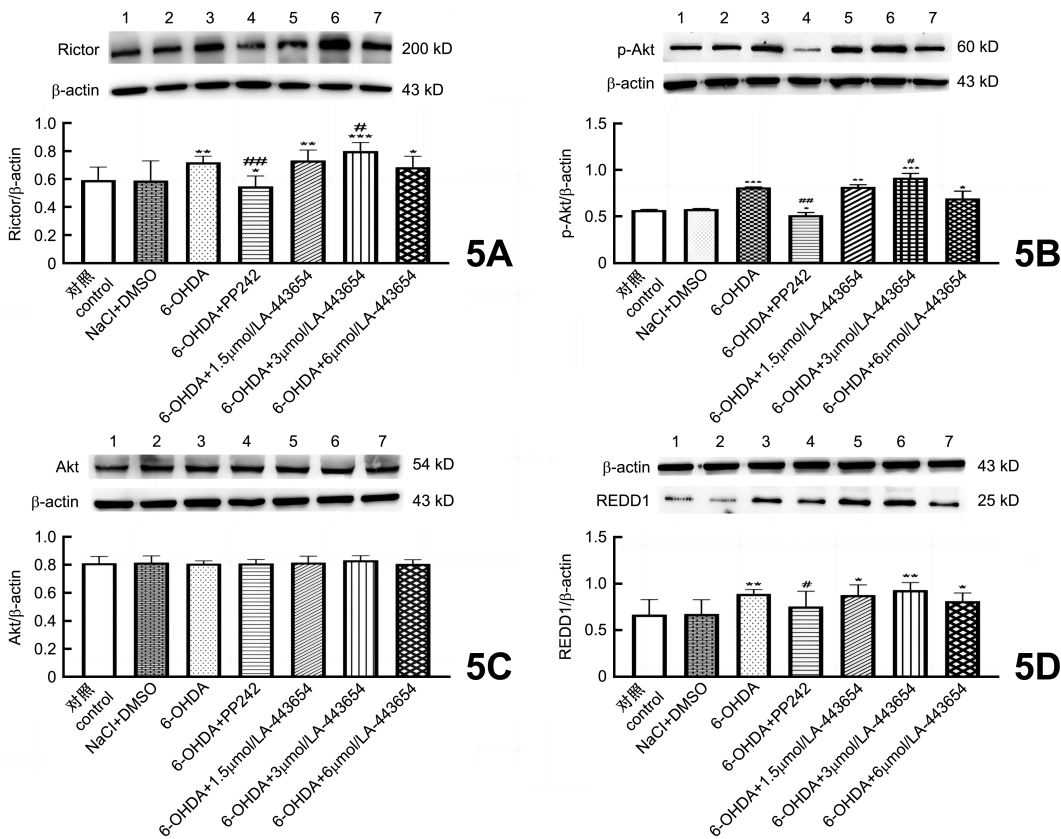 1 2 3 4 5 6 7
Rictor 200 kD
β-actin 43 kD
Rictor/β-actin
1.0
0.8
0.6
0.4
0.2
0
** ## * ** # *** *
对照
control
NaCl+DMSO
6-OHDA
6-OHDA+PP242
6-OHDA+1.5μmol/LA-443654
6-OHDA+3μmol/LA-443654
6-OHDA+6μmol/LA-443654
5A
1 2 3 4 5 6 7
p-Akt 60 kD
β-actin 43 kD
p-Akt/β-actin
1.5
1.0
0.5
0
*** ## * ** # *** *
对照
control
NaCl+DMSO
6-OHDA
6-OHDA+PP242
6-OHDA+1.5μmol/LA-443654
6-OHDA+3μmol/LA-443654
6-OHDA+6μmol/LA-443654
5B
1 2 3 4 5 6 7
Akt 54 kD
β-actin 43 kD
Akt/β-actin
1.0
0.8
0.6
0.4
0.2
0
对照
control
NaCl+DMSO
6-OHDA
6-OHDA+PP242
6-OHDA+1.5μmol/LA-443654
6-OHDA+3μmol/LA-443654
6-OHDA+6μmol/LA-443654
5C
1 2 3 4 5 6 7
β-actin 43 kD
REDD1 25 kD
REDD1/β-actin
1.5
1.0
0.5
0
** # * ** *
对照
control
NaCl+DMSO
6-OHDA
6-OHDA+PP242
6-OHDA+1.5μmol/LA-443654
6-OHDA+3μmol/LA-443654
6-OHDA+6μmol/LA-443654
5D